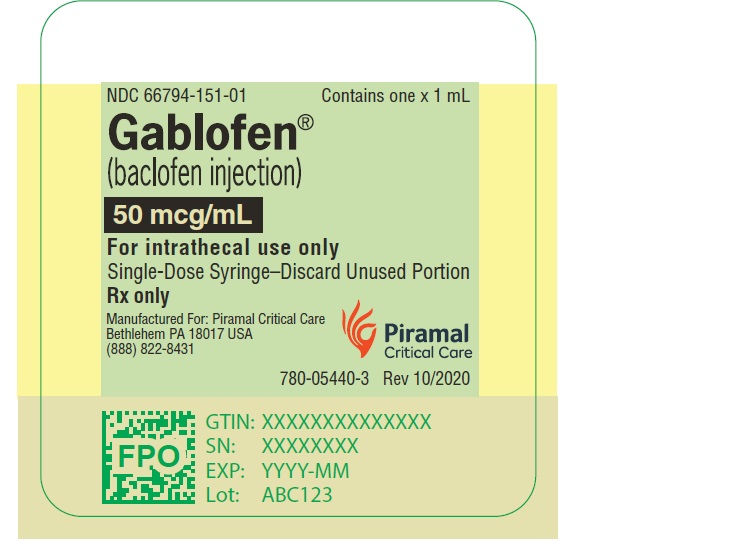 NDC 66794-151-01 Contains one x 1 mL
Gablofen®
(baclofen injection)
50 mcg/mL
For intrathecal use only
Single-Dose Syringe–Discard Unused Portion
Rx only
Manufactured For: Piramal Critical Care
Bethlehem PA 18017 USA
(888) 822-8431
Piramal
Critical Care
780-05440-3 Rev 10/2020
FPO
GTIN: XXXXXXXXXXXXXX
SN: XXXXXXXX
EXP: YYYY-MM
Lot: ABC123